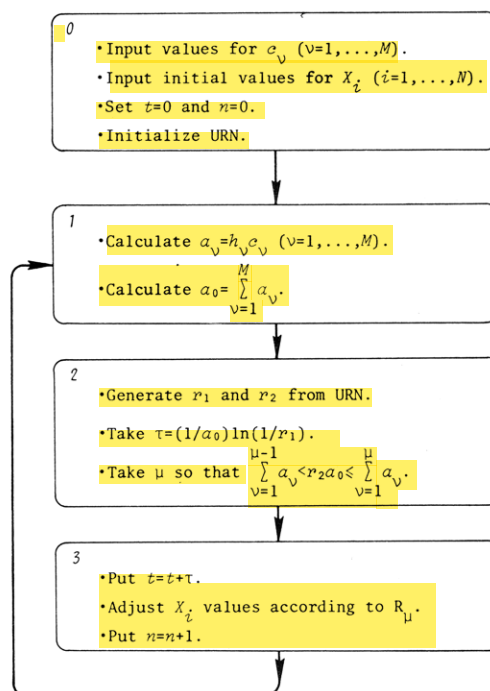 0
•Input values for cν (ν=1,...,M).
•Input initial values for Xi (i=1,...,N).
•Set t=0 and n=0.
•Initialize URN.
1
•Calculate aν=hνcν (ν=1,...,M).
•Calculate a₀= M∑ν=1 aν.
2
•Generate r₁ and r₂ from URN.
•Take τ=(1/a₀)ln(1/r₁).
•Take μ so that μ-1∑ν=1 aν<r₂a₀≤ μ∑ν=1 aν.
3
•Put t=t+τ.
•Adjust Xi values according to Rμ.
•Put n=n+1.